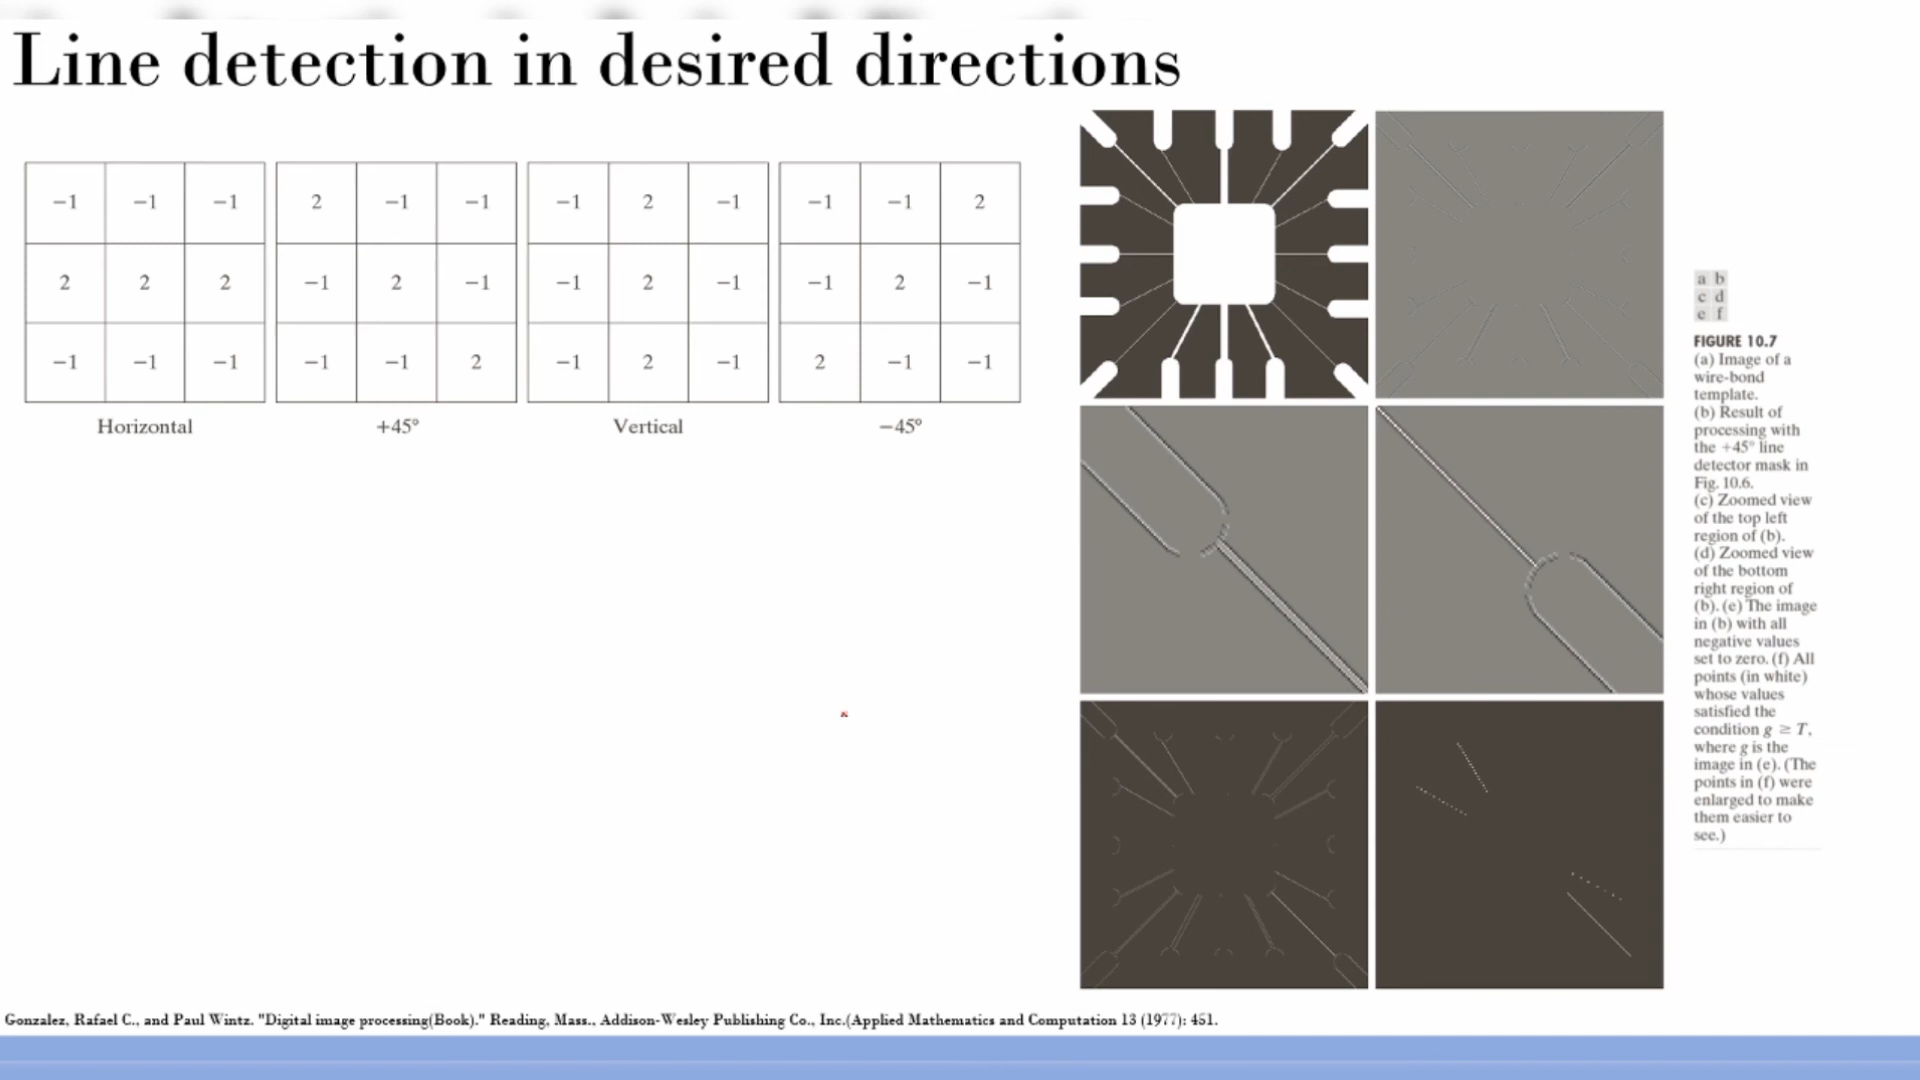 Line detection in desired directions
−1 −1 −1 2 −1 −1 −1 2 −1 −1 −1 2
2 2 2 −1 2 −1 −1 2 −1 −1 2 −1
−1 −1 −1 −1 −1 2 −1 2 −1 2 −1 −1
Horizontal +45° Vertical −45°
a b
c d
e f
FIGURE 10.7
(a) Image of a
wire-bond
template.
(b) Result of
processing with
the +45° line
detector mask in
Fig. 10.6.
(c) Zoomed view
of the top left
region of (b).
(d) Zoomed view
of the bottom
right region of
(b). (e) The image
in (b) with all
negative values
set to zero. (f) All
points (in white)
whose values
satisfied the
condition g ≥ T,
where g is the
image in (e). (The
points in (f) were
enlarged to make
them easier to
see.)
Gonzalez, Rafael C., and Paul Wintz. "Digital image processing(Book)." Reading, Mass., Addison-Wesley Publishing Co., Inc.(Applied Mathematics and Computation 13 (1977): 451.